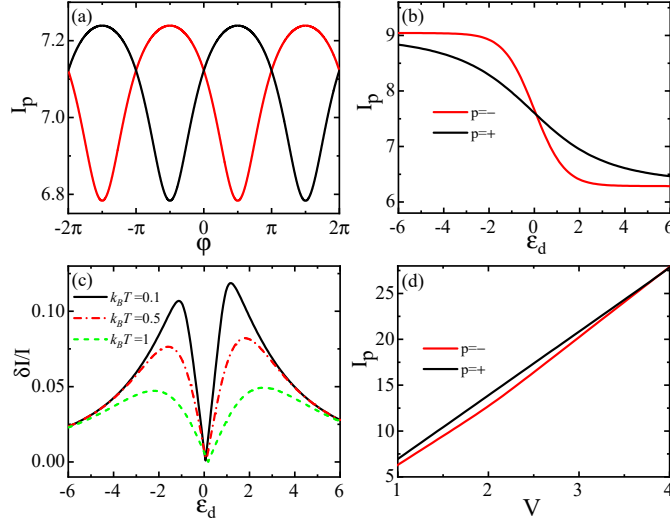 (a)
7.2
7.0
6.8
I_p
-2π -π 0 π 2π
φ
(b)
9
8
7
6
I_p
p=−
p=+
-6 -4 -2 0 2 4 6
ε_d
(c)
0.10
0.05
0.00
δI/I
k_BT=0.1
k_BT=0.5
k_BT=1
-6 -4 -2 0 2 4 6
ε_d
(d)
25
20
15
10
5
I_p
p=−
p=+
1 2 3 4
V